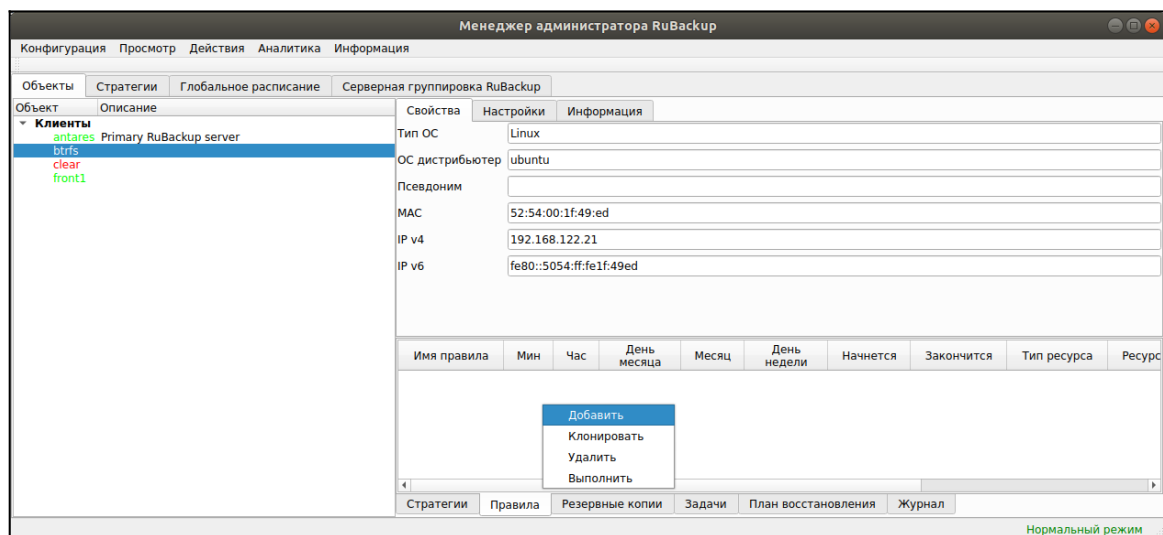 Менеджер администратора RuBackup
Конфигурация Просмотр Действия Аналитика Информация
Объекты Стратегии Глобальное расписание Серверная группировка RuBackup
Объект Описание
Клиенты
antares Primary RuBackup server
btrfs
clear
front1
Свойства Настройки Информация
Тип ОС Linux
ОС дистрибьютер ubuntu
Псевдоним
MAC 52:54:00:1f:49:ed
IP v4 192.168.122.21
IP v6 fe80::5054:ff:fe1f:49ed
Имя правила Мин Час День месяца Месяц День недели Начнется Закончится Тип ресурса Ресурс
Добавить
Клонировать
Удалить
Выполнить
Стратегии Правила Резервные копии Задачи План восстановления Журнал
Нормальный режим